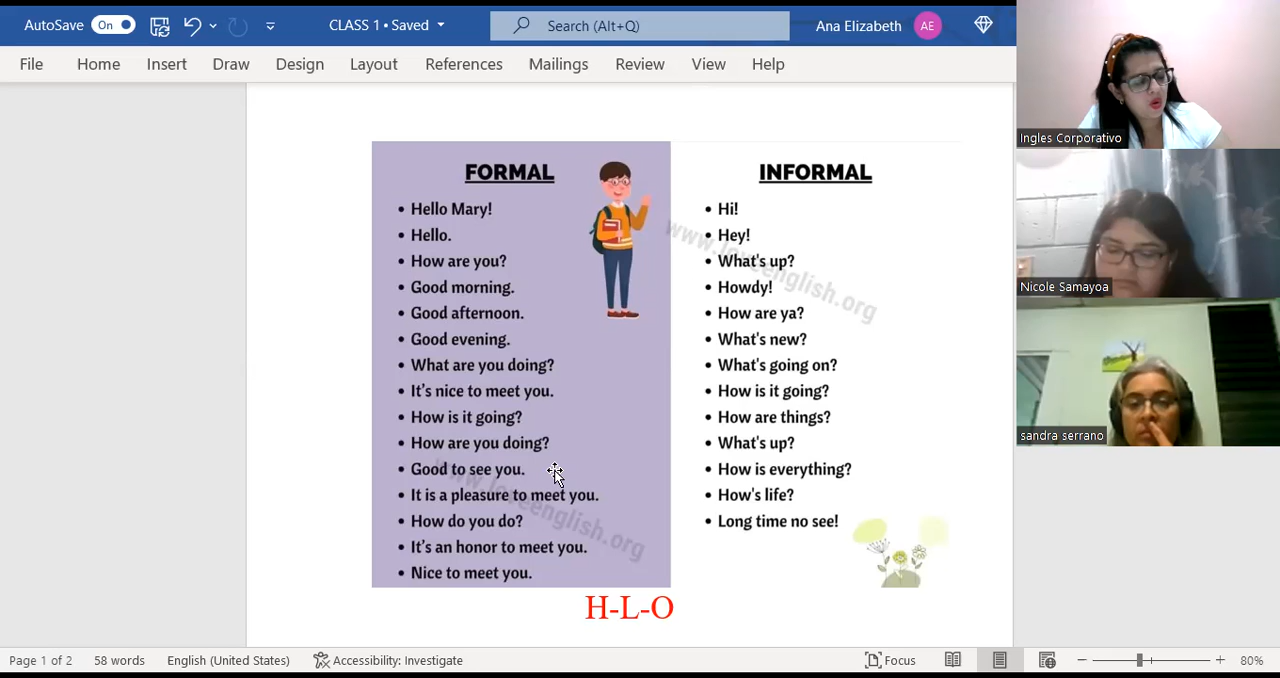 AutoSave On CLASS 1 • Saved Search (Alt+Q) Ana Elizabeth AE
File Home Insert Draw Design Layout References Mailings Review View Help
FORMAL
• Hello Mary!
• Hello.
• How are you?
• Good morning.
• Good afternoon.
• Good evening.
• What are you doing?
• It's nice to meet you.
• How is it going?
• How are you doing?
• Good to see you.
• It is a pleasure to meet you.
• How do you do?
• It's an honor to meet you.
• Nice to meet you.
www.loveenglish.org
INFORMAL
• Hi!
• Hey!
• What's up?
• Howdy!
• How are ya?
• What's new?
• What's going on?
• How is it going?
• How are things?
• What's up?
• How is everything?
• How's life?
• Long time no see!
www.loveenglish.org
H-L-O
Ingles Corporativo
Nicole Samayoa
sandra serrano
Page 1 of 2 58 words English (United States) Accessibility: Investigate Focus 80%